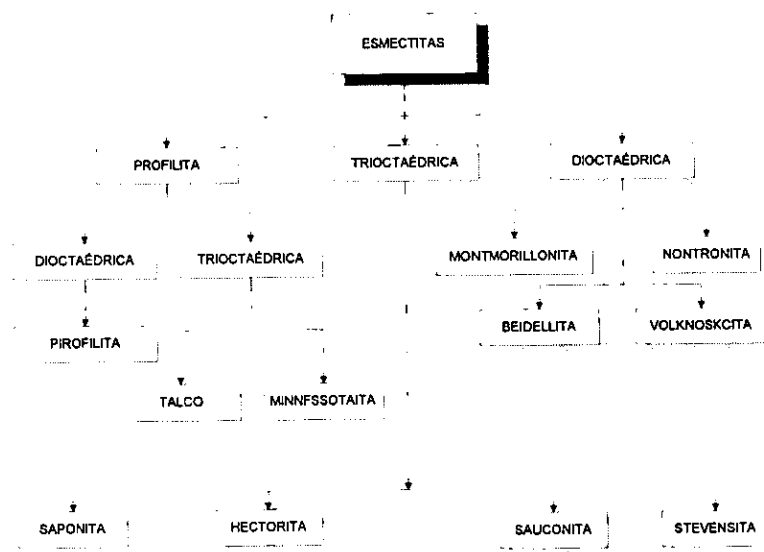 ESMECTITAS
PROFILITA
TRIOCTAÉDRICA
DIOCTAÉDRICA
DIOCTAÉDRICA
TRIOCTAÉDRICA
MONTMORILLONITA
NONTRONITA
PIROFILITA
BEIDELLITA
VOLKNOSKCITA
TALCO
MINNFSSOTAITA
SAPONITA
HECTORITA
SAUCONITA
STEVENSITA